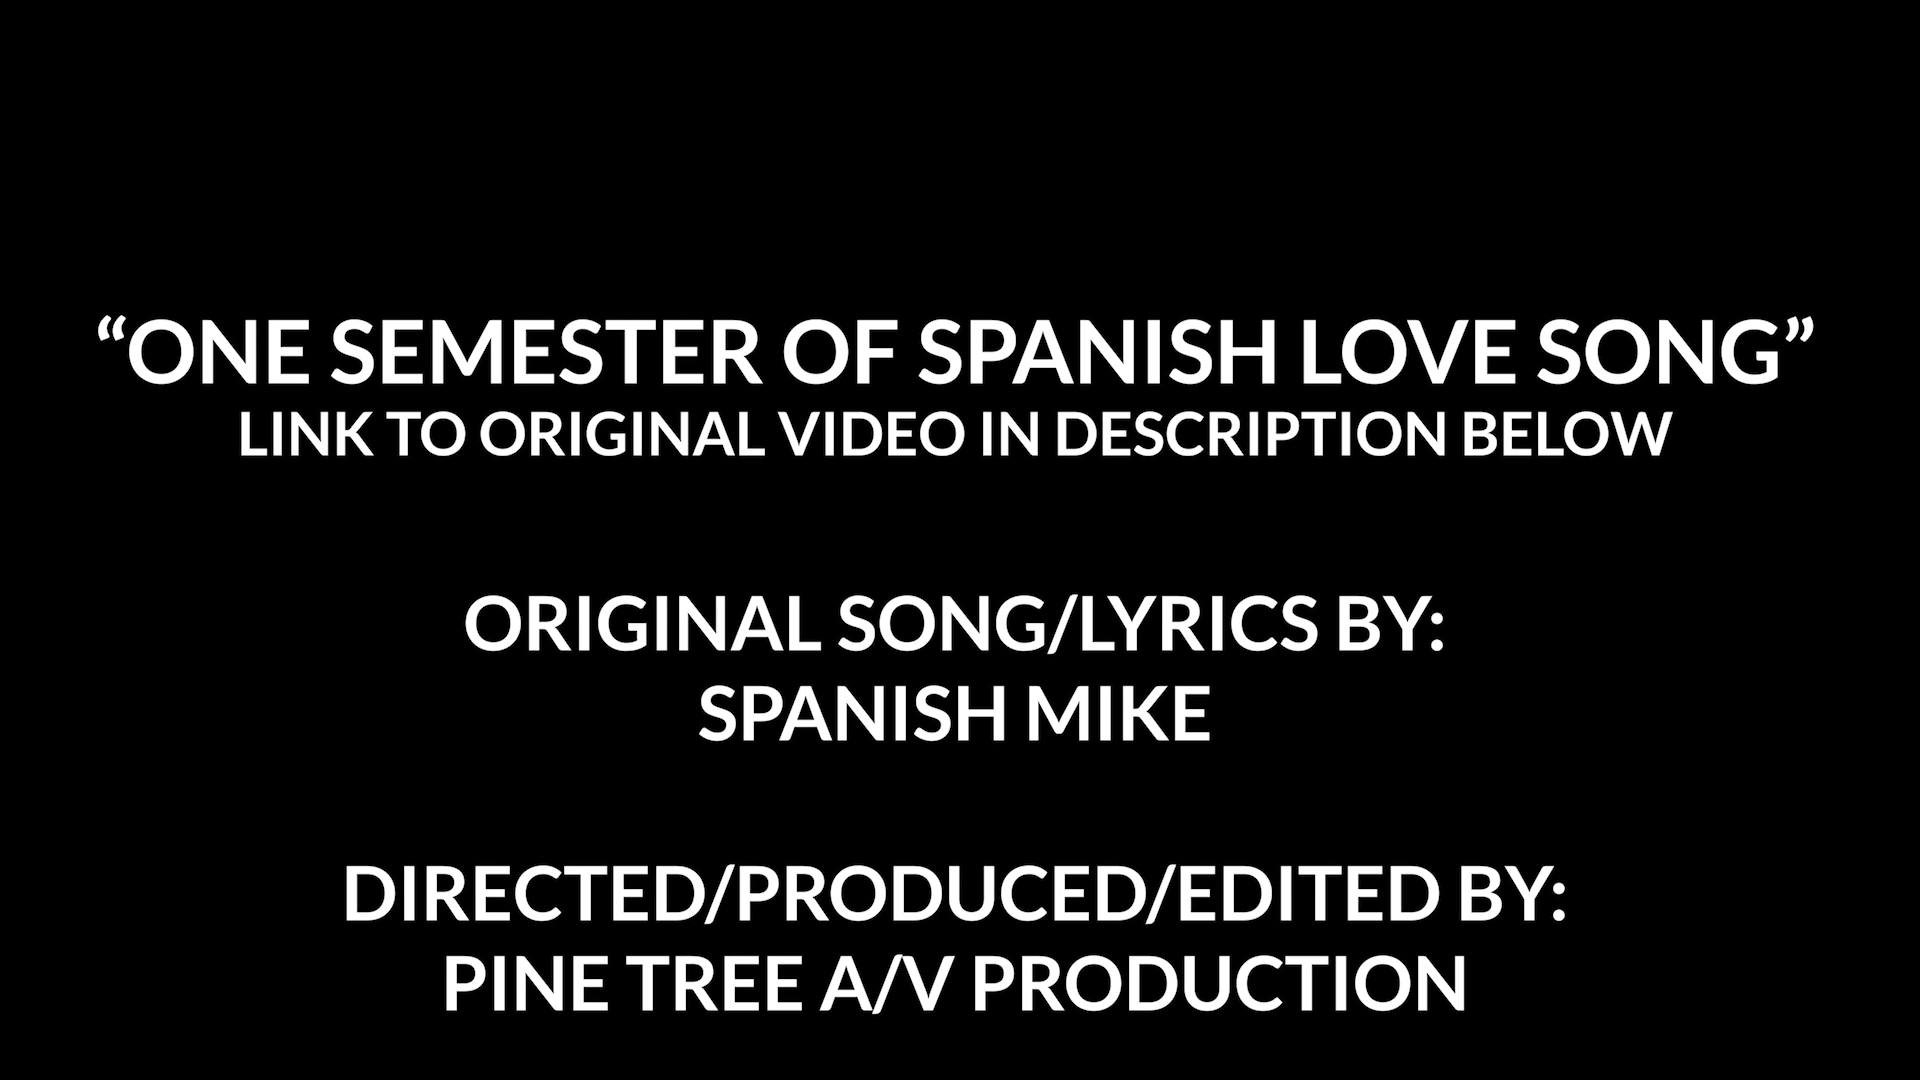 “ONE SEMESTER OF SPANISH LOVE SONG”
LINK TO ORIGINAL VIDEO IN DESCRIPTION BELOW
ORIGINAL SONG/LYRICS BY:
SPANISH MIKE
DIRECTED/PRODUCED/EDITED BY:
PINE TREE A/V PRODUCTION